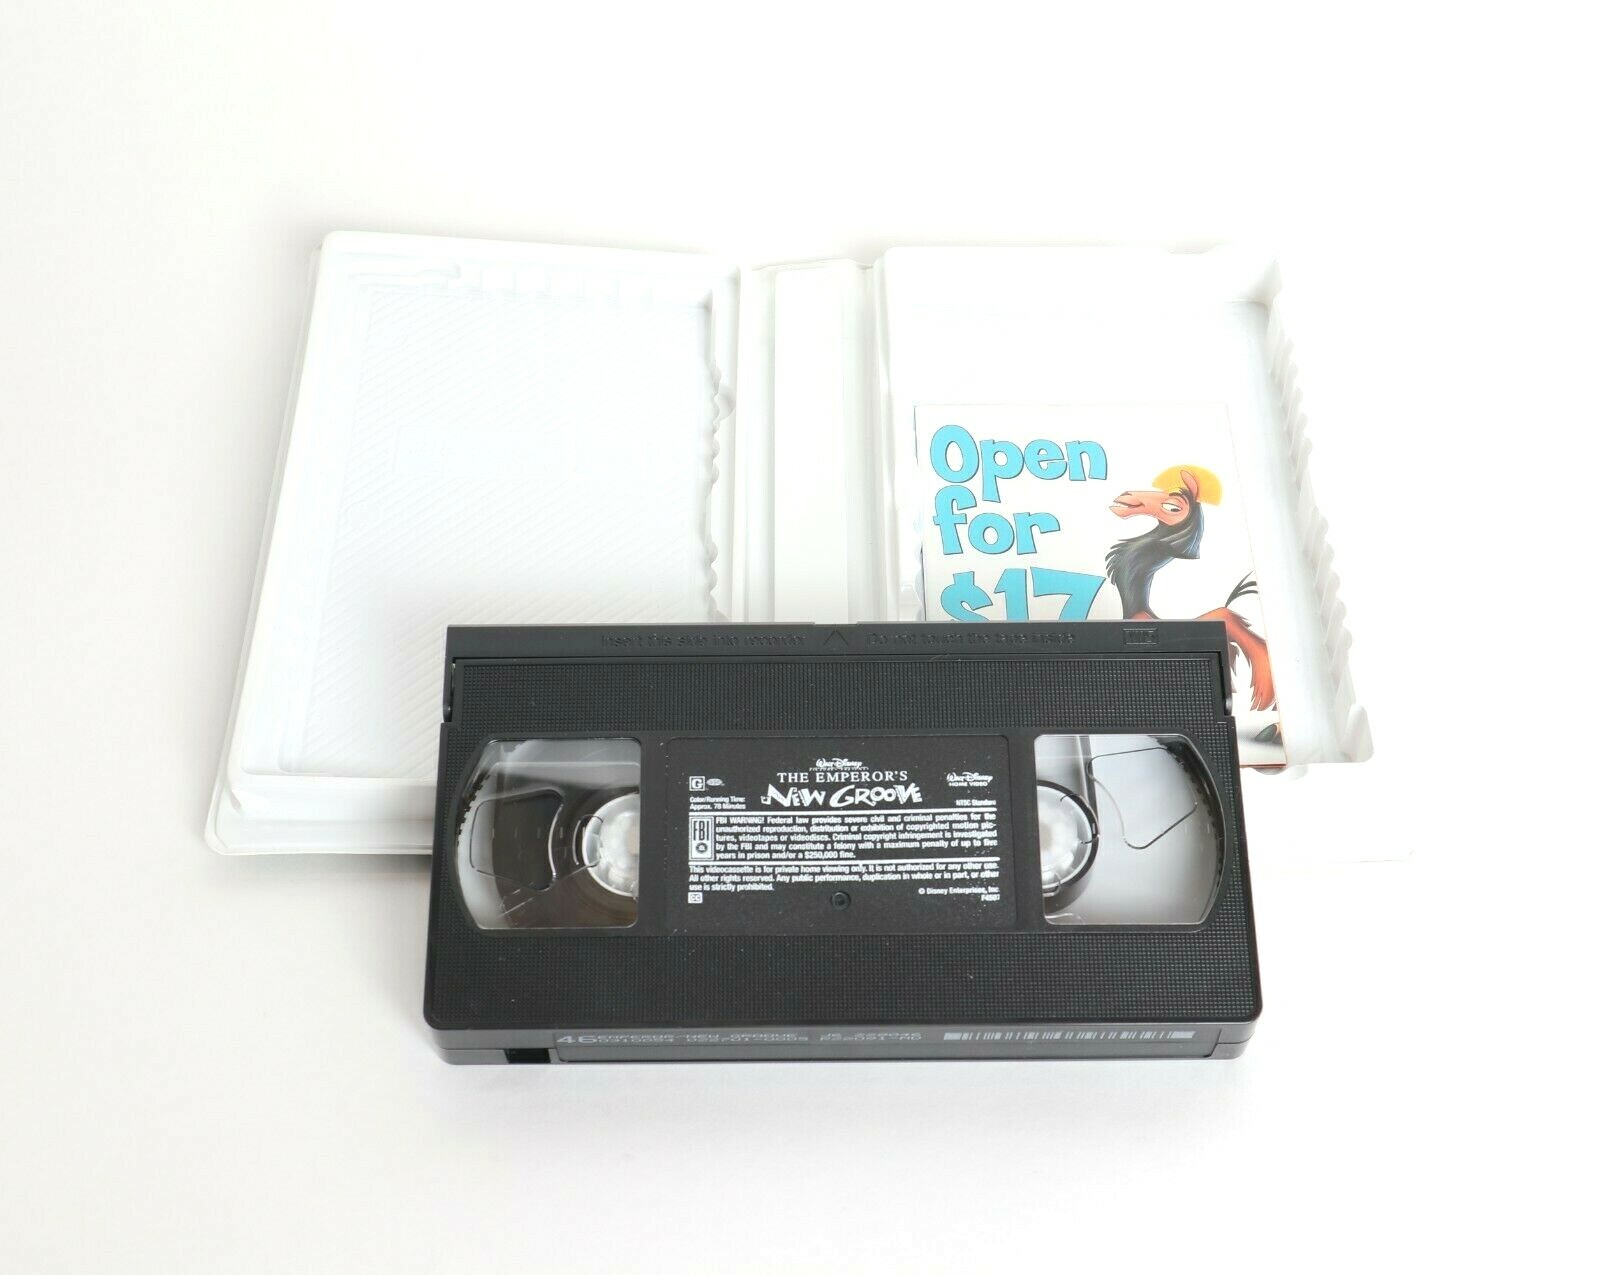 Open
for
$17
Insert this side into recorder Do not touch the tape inside VHS
Walt Disney
THE EMPEROR'S
NEW GROOVE
G
Color/Running Time:
Approx. 78 Minutes
Walt Disney
HOME VIDEO
NTSC Standard
FBI
FBI WARNING! Federal law provides severe civil and criminal penalties for the
unauthorized reproduction, distribution or exhibition of copyrighted motion pic-
tures, videotapes or videodiscs. Criminal copyright infringement is investigated
by the FBI and may constitute a felony with a maximum penalty of up to five
years in prison and/or a $250,000 fine.
This videocassette is for private home viewing only. It is not authorized for any other use.
All other rights reserved. Any public performance, duplication in whole or in part, or other
use is strictly prohibited.
CC
© Disney Enterprises, Inc.
46